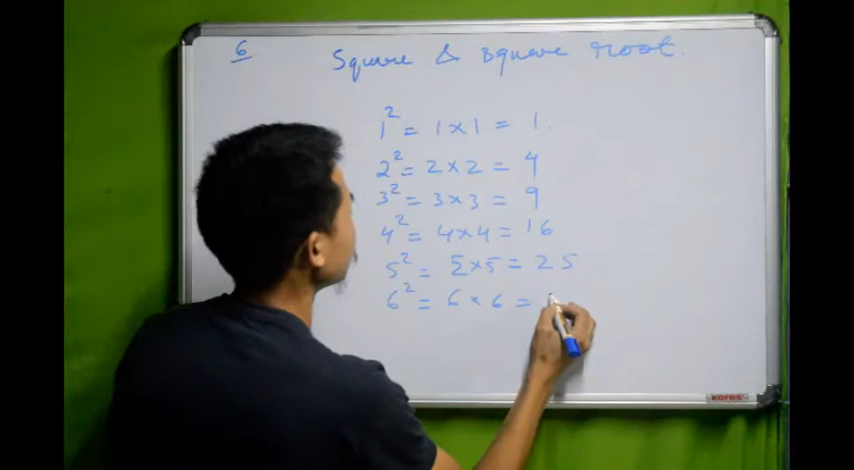 6
Square & square root.
1² = 1 × 1 = 1.
2² = 2 × 2 = 4
3² = 3 × 3 = 9
4² = 4 × 4 = 16
5² = 5 × 5 = 25
6² = 6 × 6 =
KORES